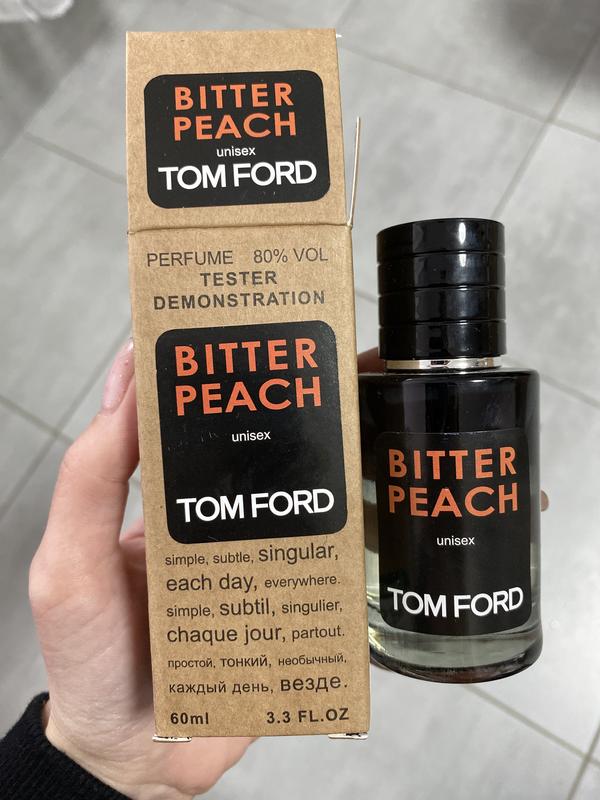 BITTER
PEACH
unisex
TOM FORD
PERFUME 80% VOL
TESTER
DEMONSTRATION
BITTER
PEACH
unisex
TOM FORD
simple, subtle, singular,
each day, everywhere.
simple, subtil, singulier,
chaque jour, partout.
простой, тонкий, необычный,
каждый день, везде.
60ml 3.3 FL.OZ
BITTER
PEACH
unisex
TOM FORD